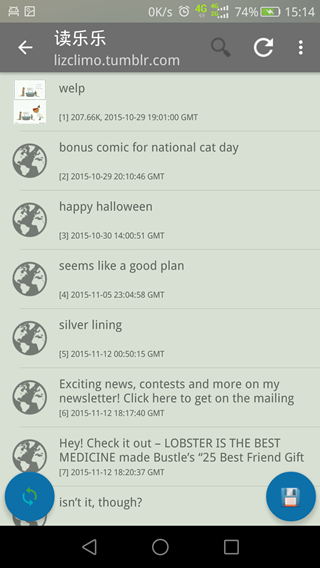 0K/s 4G 4G 2G 74% 15:14
读乐乐
lizclimo.tumblr.com
welp
[1] 207.66K, 2015-10-29 19:01:00 GMT
bonus comic for national cat day
[2] 2015-10-29 20:10:46 GMT
happy halloween
[3] 2015-10-30 14:00:51 GMT
seems like a good plan
[4] 2015-11-05 23:04:58 GMT
silver lining
[5] 2015-11-12 00:50:15 GMT
Exciting news, contests and more on my
newsletter! Click here to get on the mailing
[6] 2015-11-12 18:17:40 GMT
Hey! Check it out – LOBSTER IS THE BEST
MEDICINE made Bustle’s “25 Best Friend Gift
[7] 2015-11-12 18:20:37 GMT
isn’t it, though?